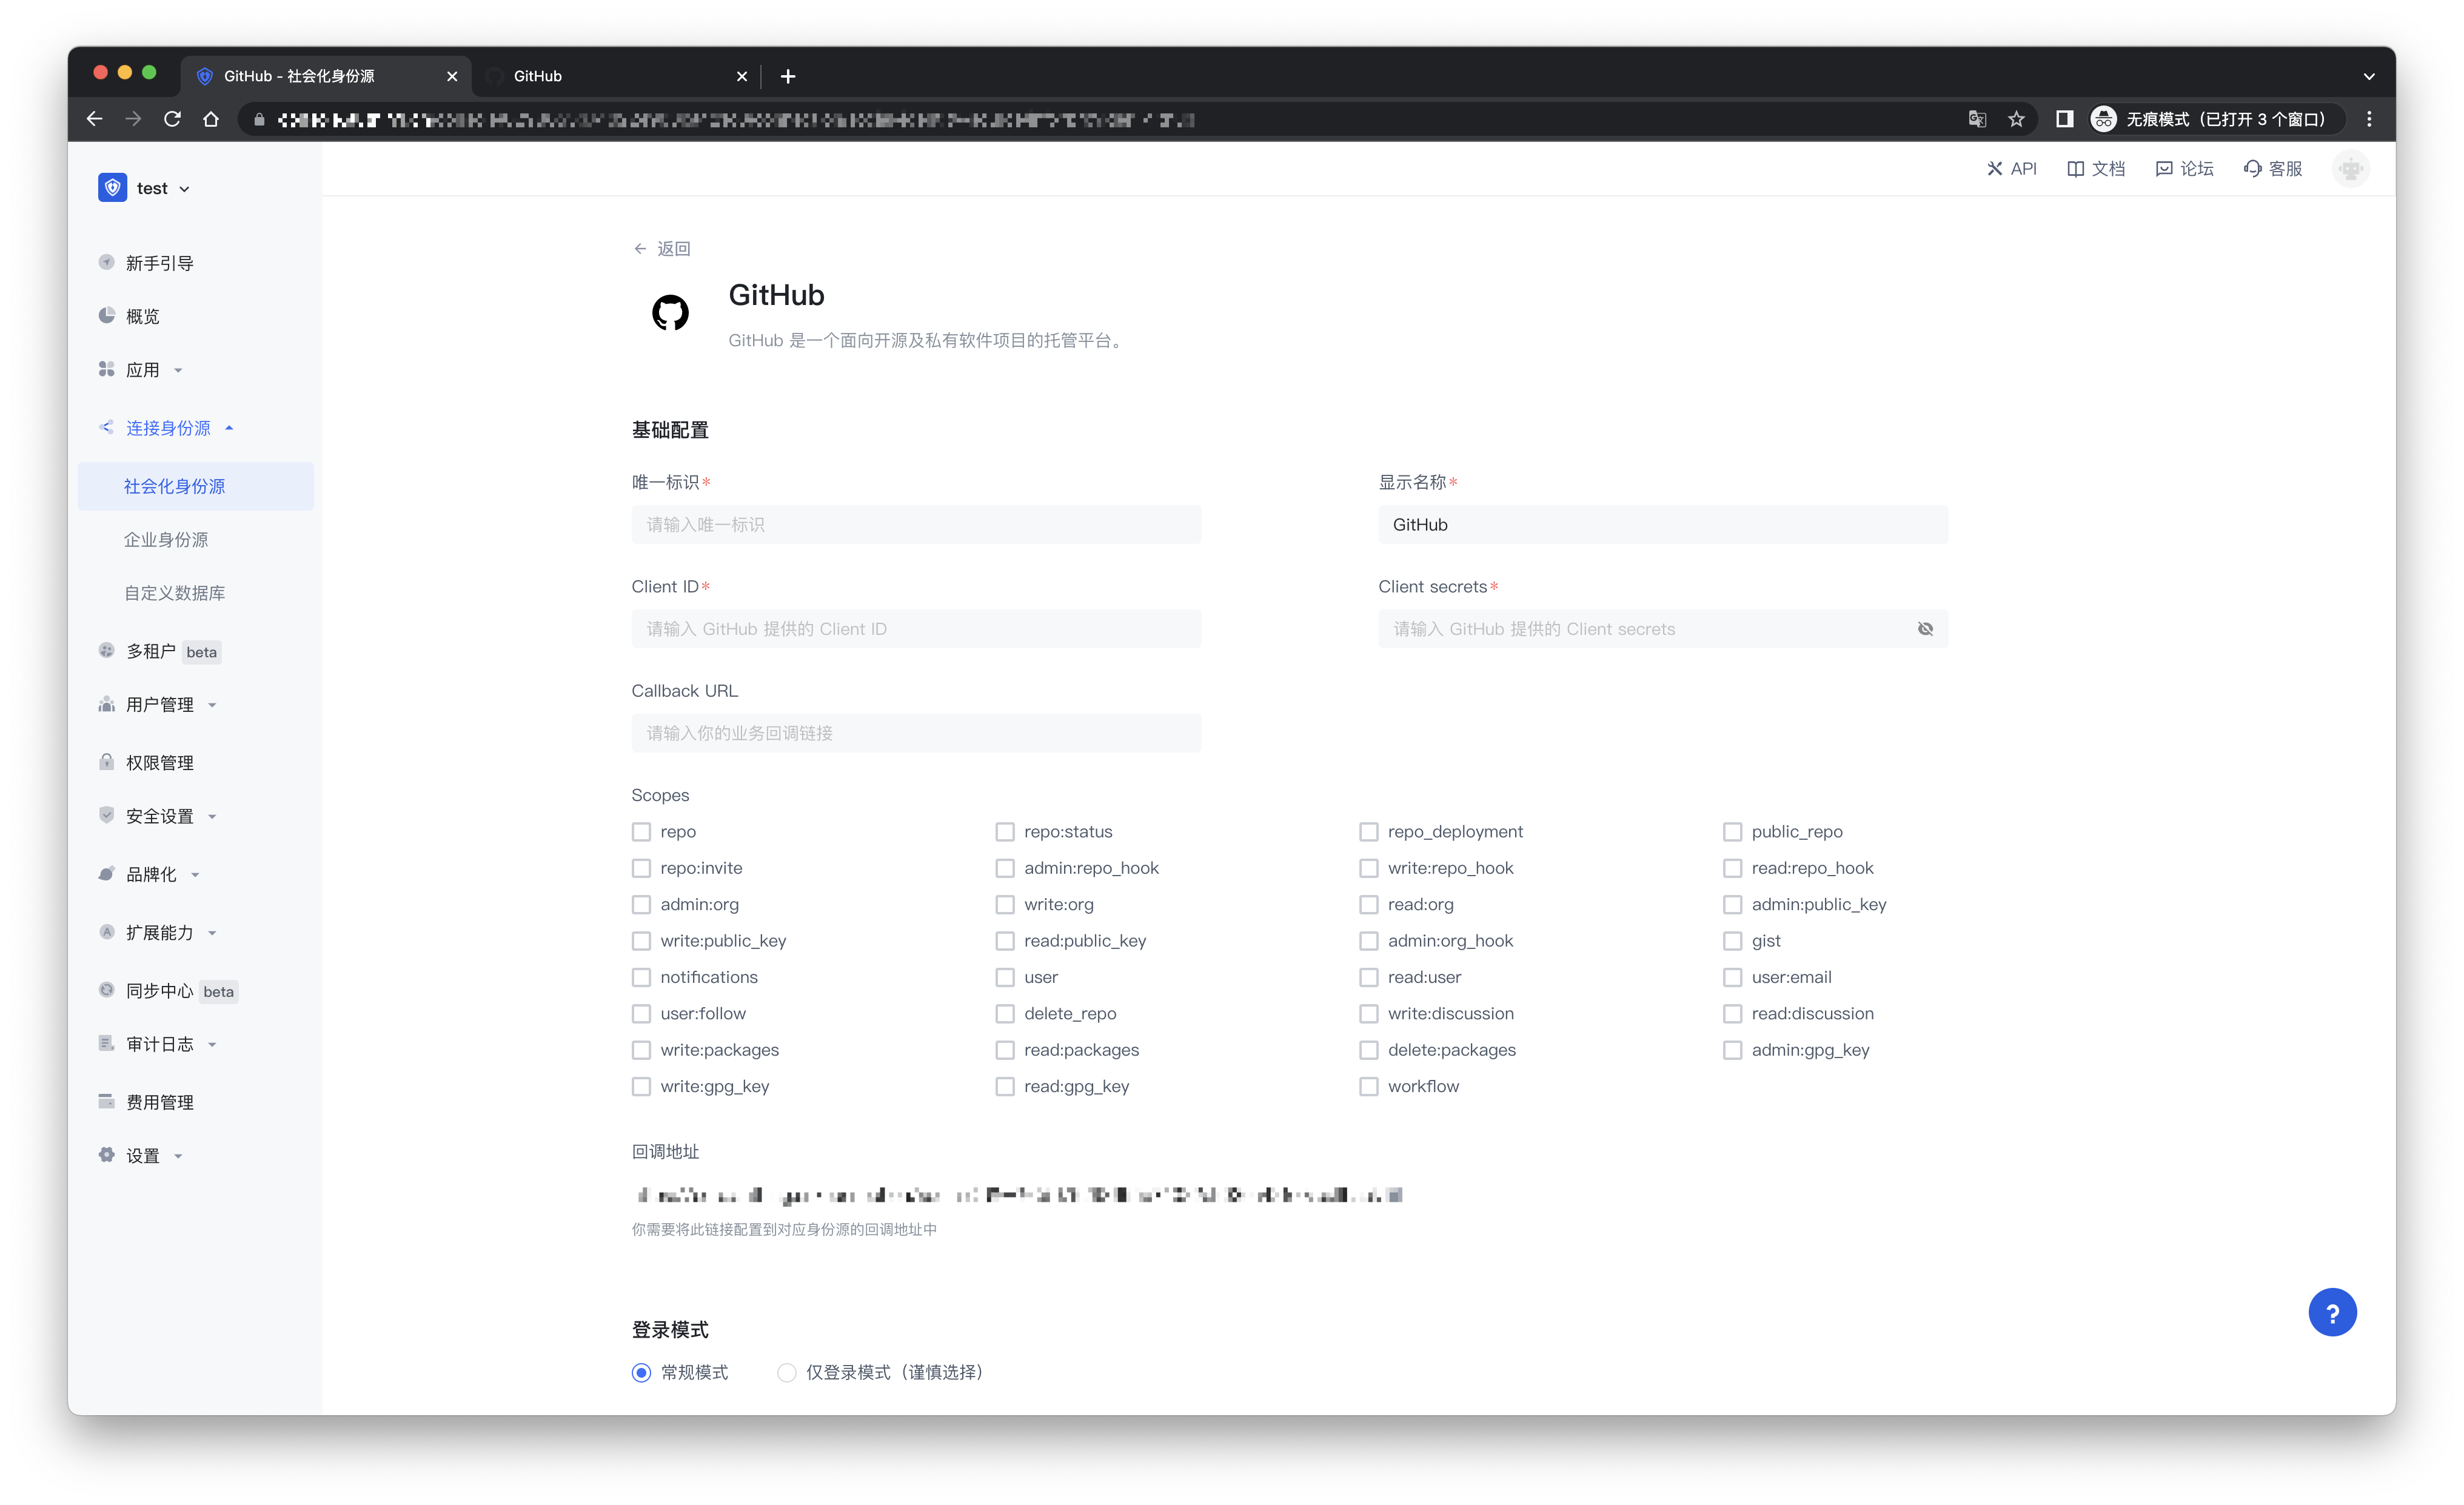 GitHub - 社会化身份源
GitHub
无痕模式（已打开 3 个窗口）
test
API 文档 论坛 客服
新手引导
概览
应用
连接身份源
社会化身份源
企业身份源
自定义数据库
多租户 beta
用户管理
权限管理
安全设置
品牌化
扩展能力
同步中心 beta
审计日志
费用管理
设置
返回
GitHub
GitHub 是一个面向开源及私有软件项目的托管平台。
基础配置
唯一标识* 显示名称*
请输入唯一标识 GitHub
Client ID* Client secrets*
请输入 GitHub 提供的 Client ID 请输入 GitHub 提供的 Client secrets
Callback URL
请输入你的业务回调链接
Scopes
repo repo:status repo_deployment public_repo
repo:invite admin:repo_hook write:repo_hook read:repo_hook
admin:org write:org read:org admin:public_key
write:public_key read:public_key admin:org_hook gist
notifications user read:user user:email
user:follow delete_repo write:discussion read:discussion
write:packages read:packages delete:packages admin:gpg_key
write:gpg_key read:gpg_key workflow
回调地址
你需要将此链接配置到对应身份源的回调地址中
登录模式
常规模式 仅登录模式（谨慎选择）
?